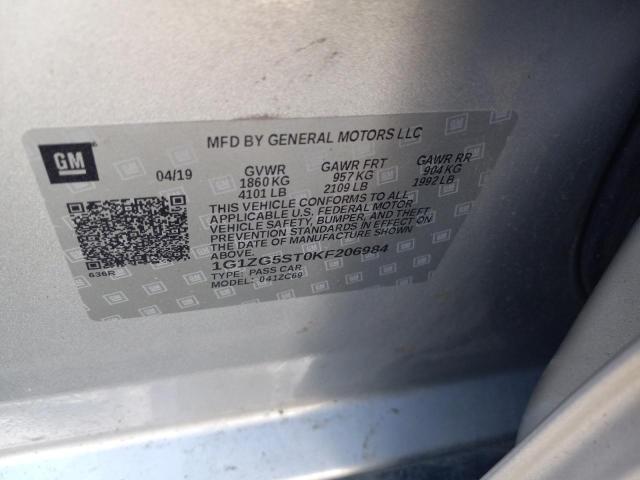 GM
MFD BY GENERAL MOTORS LLC
04/19 GVWR GAWR FRT GAWR RR
1860 KG 957 KG 904 KG
4101 LB 2109 LB 1992 LB
THIS VEHICLE CONFORMS TO ALL
APPLICABLE U.S. FEDERAL MOTOR
VEHICLE SAFETY, BUMPER, AND THEFT
PREVENTION STANDARDS IN EFFECT
ON THE DATE OF MANUFACTURE SHOWN
ABOVE.
1G1ZG5ST0KF206984
TYPE: PASS CAR
MODEL: 041ZC69
636R